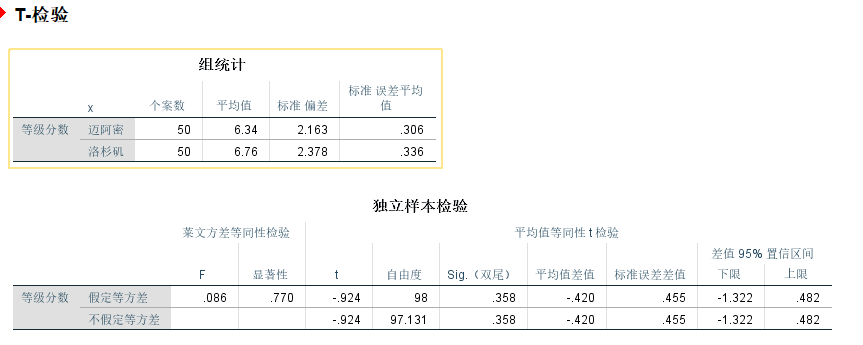 T-检验
组统计
x 个案数 平均值 标准 偏差 标准 误差平均值
等级分数 迈阿密 50 6.34 2.163 .306
洛杉矶 50 6.76 2.378 .336
独立样本检验
莱文方差等同性检验 平均值等同性 t 检验
差值 95% 置信区间
F 显著性 t 自由度 Sig.（双尾） 平均值差值 标准误差差值 下限 上限
等级分数 假定等方差 .086 .770 -.924 98 .358 -.420 .455 -1.322 .482
不假定等方差 -.924 97.131 .358 -.420 .455 -1.322 .482